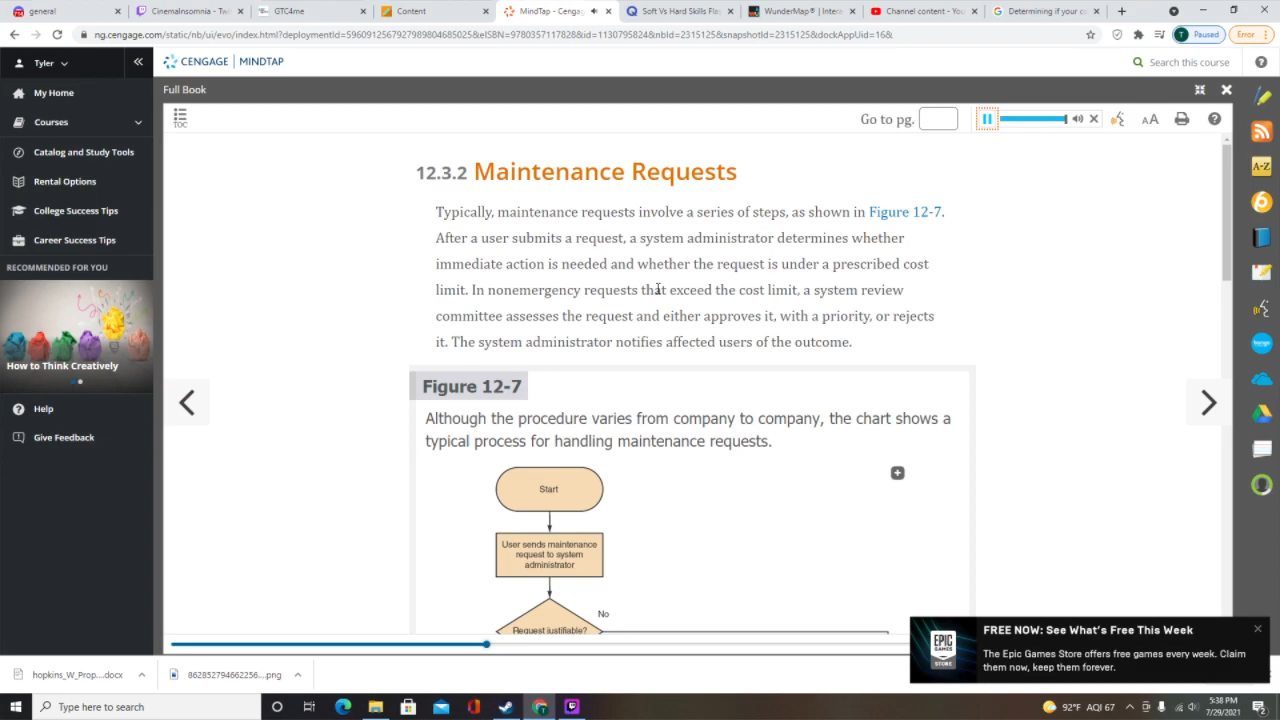 general
CinemaInsomnia - Tw
GTC4me
Content
MindTap - Cengag
Soft Vs Hard Skills Flas
WunderMap® | Intera
Channel content - You
Determining if your co
ng.cengage.com/static/nb/ui/evo/index.html?deploymentId=5960912567927989804685025&eISBN=9780357117828&id=1130795824&nbId=2315125&snapshotId=2315125&dockAppUid=16&
T
Paused
Error
Tyler
CENGAGE | MINDTAP
Search this course
My Home
Courses
Catalog and Study Tools
Rental Options
College Success Tips
Career Success Tips
RECOMMENDED FOR YOU
How to Think Creatively
Help
Give Feedback
Full Book
TOC
Go to pg.
AA
A-Z
12.3.2 Maintenance Requests
Typically, maintenance requests involve a series of steps, as shown in Figure 12-7.
After a user submits a request, a system administrator determines whether
immediate action is needed and whether the request is under a prescribed cost
limit. In nonemergency requests that exceed the cost limit, a system review
committee assesses the request and either approves it, with a priority, or rejects
it. The system administrator notifies affected users of the outcome.
Figure 12-7
Although the procedure varies from company to company, the chart shows a
typical process for handling maintenance requests.
Start
User sends maintenance
request to system
administrator
No
Request justifiable?
EPIC
GAMES
STORE
FREE NOW: See What's Free This Week
The Epic Games Store offers free games every week. Claim
them now, keep them forever.
hopkins_W_Prop....docx
862852794662256....png
Type here to search
92°F AQI 67
5:38 PM
7/29/2021
2